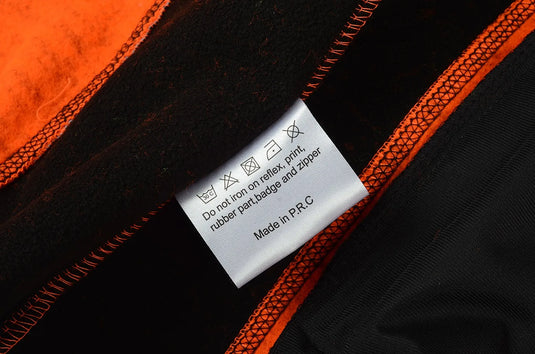 Do not iron on reflex, print,
rubber part,badge and zipper
Made in P.R.C